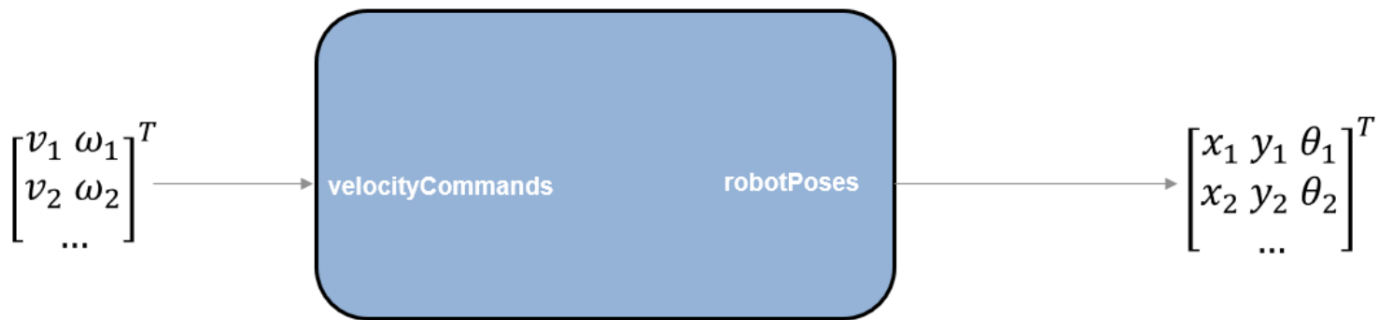 [v₁ ω₁
v₂ ω₂
...]ᵀ
velocityCommands
robotPoses
[x₁ y₁ θ₁
x₂ y₂ θ₂
...]ᵀ